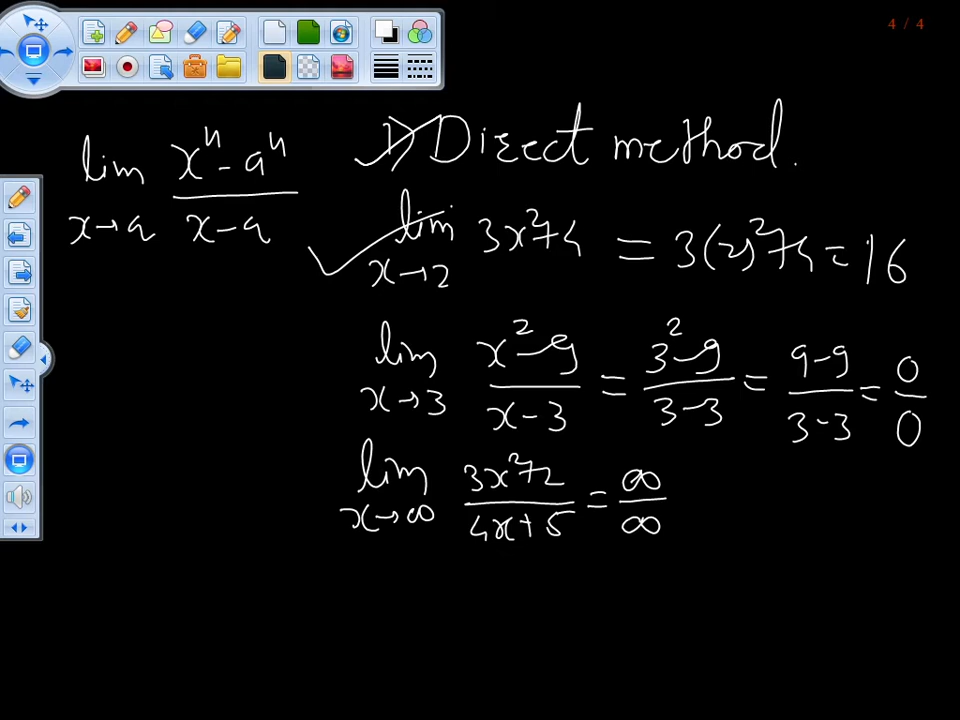 4 / 4
lim x→a (xⁿ - aⁿ)/(x - a)
1) Direct method.
lim x→2 3x²+4 = 3(2)²+4 = 16
lim x→3 (x² - 9)/(x - 3) = (3² - 9)/(3 - 3) = (9 - 9)/(3 - 3) = 0/0
lim x→∞ (3x²+2)/(4x+5) = ∞/∞